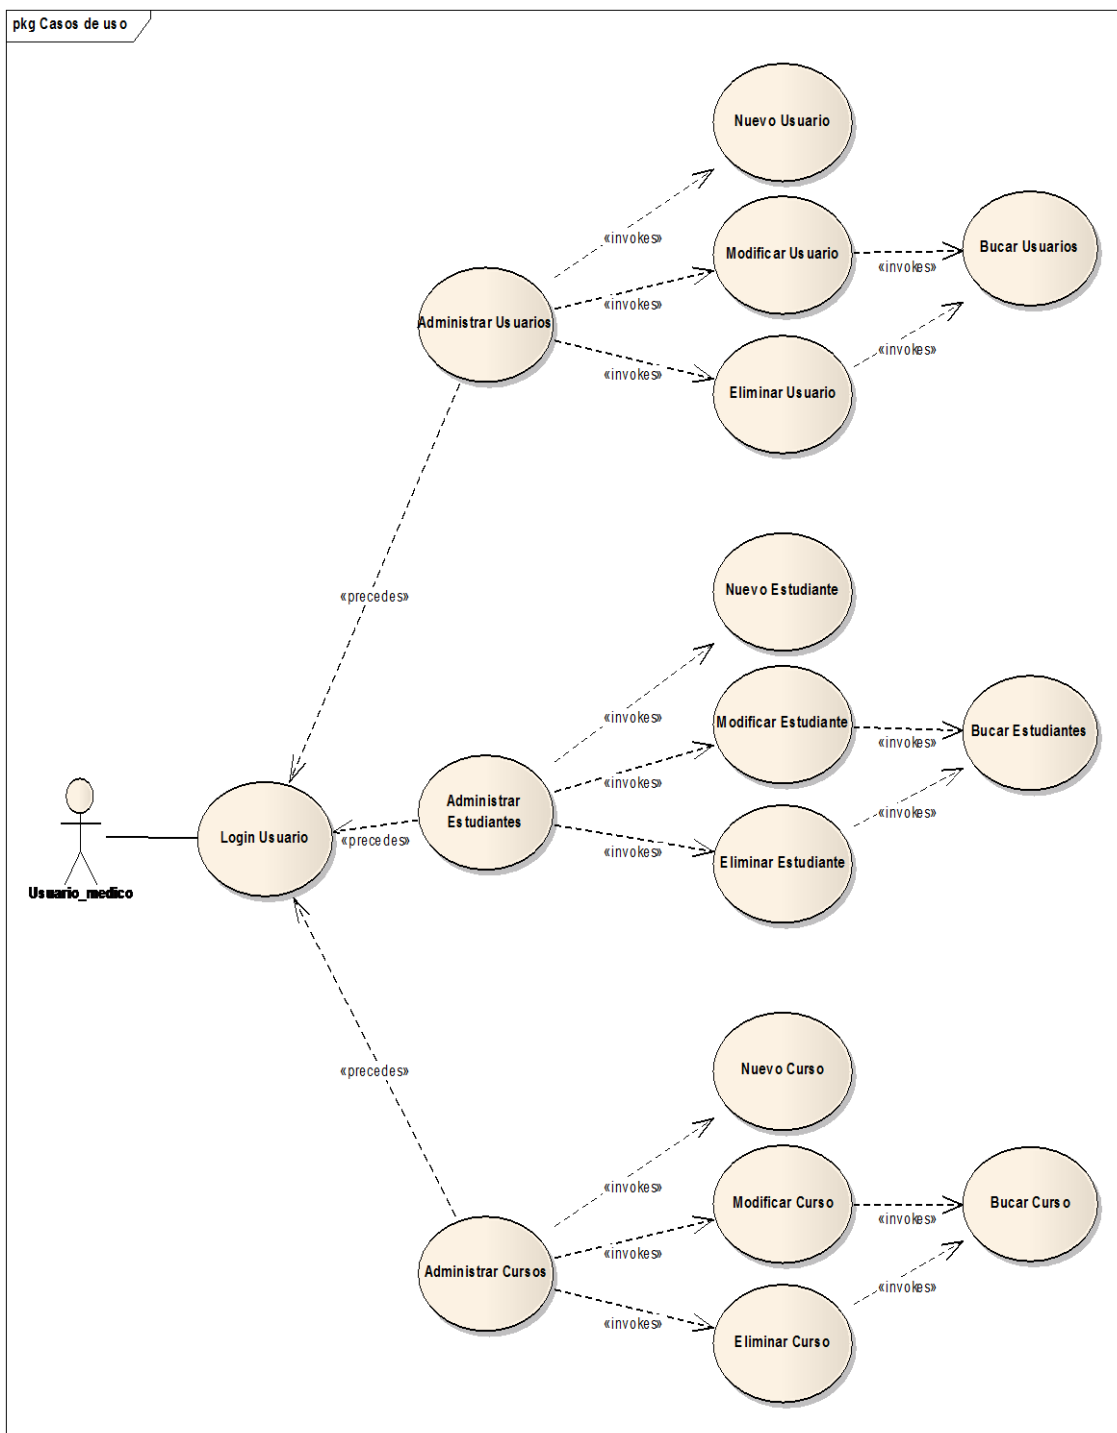 pkg Casos de uso
Nuevo Usuario
«invokes»
Modificar Usuario
«invokes»
Bucar Usuarios
«invokes»
Administrar Usuarios
«invokes»
Eliminar Usuario
«invokes»
«precedes»
Nuevo Estudiante
«invokes»
Modificar Estudiante
«invokes»
Bucar Estudiantes
«invokes»
Administrar
Estudiantes
«invokes»
Eliminar Estudiante
«invokes»
«precedes»
Login Usuario
Usuario_medico
«precedes»
Nuevo Curso
«invokes»
Modificar Curso
«invokes»
Bucar Curso
«invokes»
Administrar Cursos
«invokes»
Eliminar Curso
«invokes»